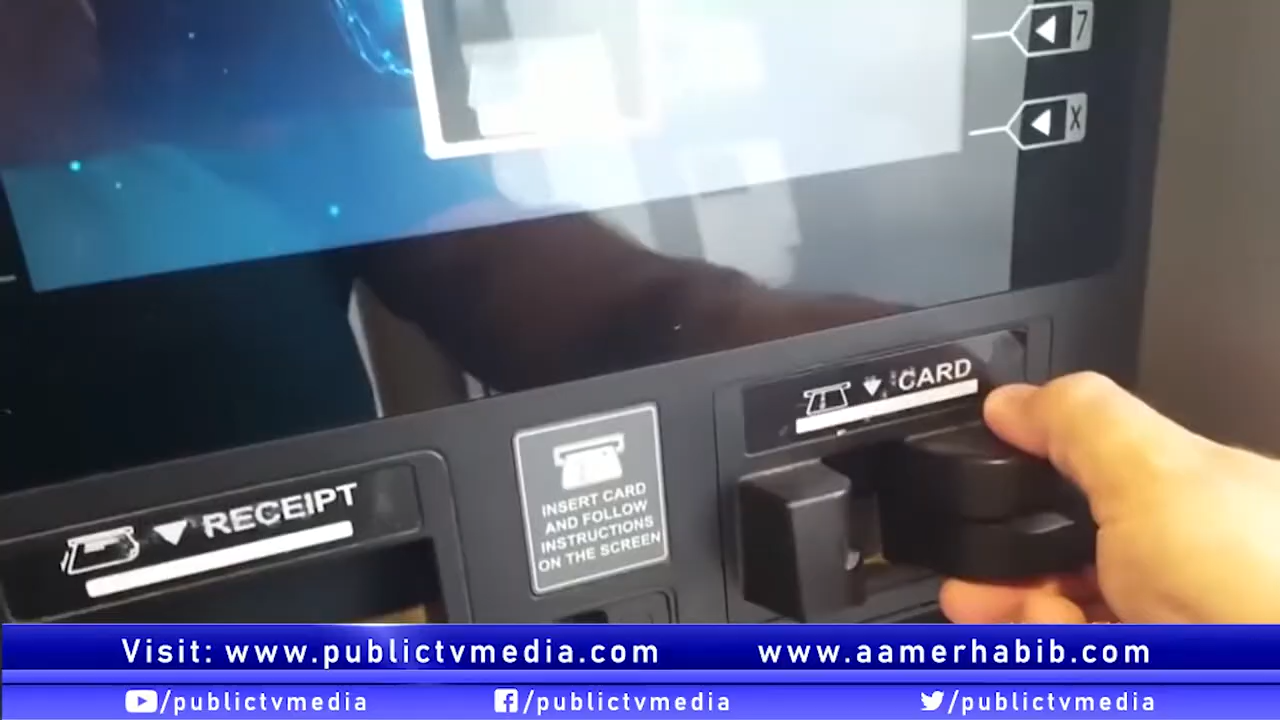 7
X
CARD
RECEIPT
INSERT CARD
AND FOLLOW
INSTRUCTIONS
ON THE SCREEN
Visit: www.publictvmedia.com
www.aamerhabib.com
/publictvmedia
/publictvmedia
/publictvmedia